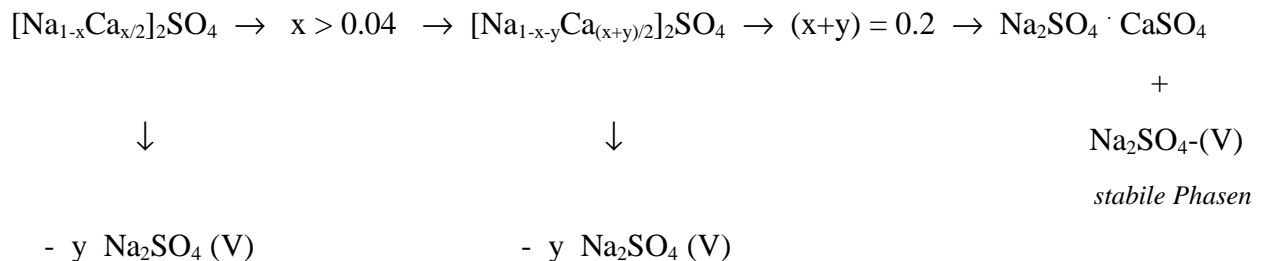 [Na₁₋ₓCaₓ/₂]₂SO₄ → x > 0.04 → [Na₁₋ₓ₋yCa₍ₓ₊y₎/₂]₂SO₄ → (x+y) = 0.2 → Na₂SO₄ · CaSO₄
+
↓ ↓ Na₂SO₄-(V)
stabile Phasen
- y Na₂SO₄ (V) - y Na₂SO₄ (V)